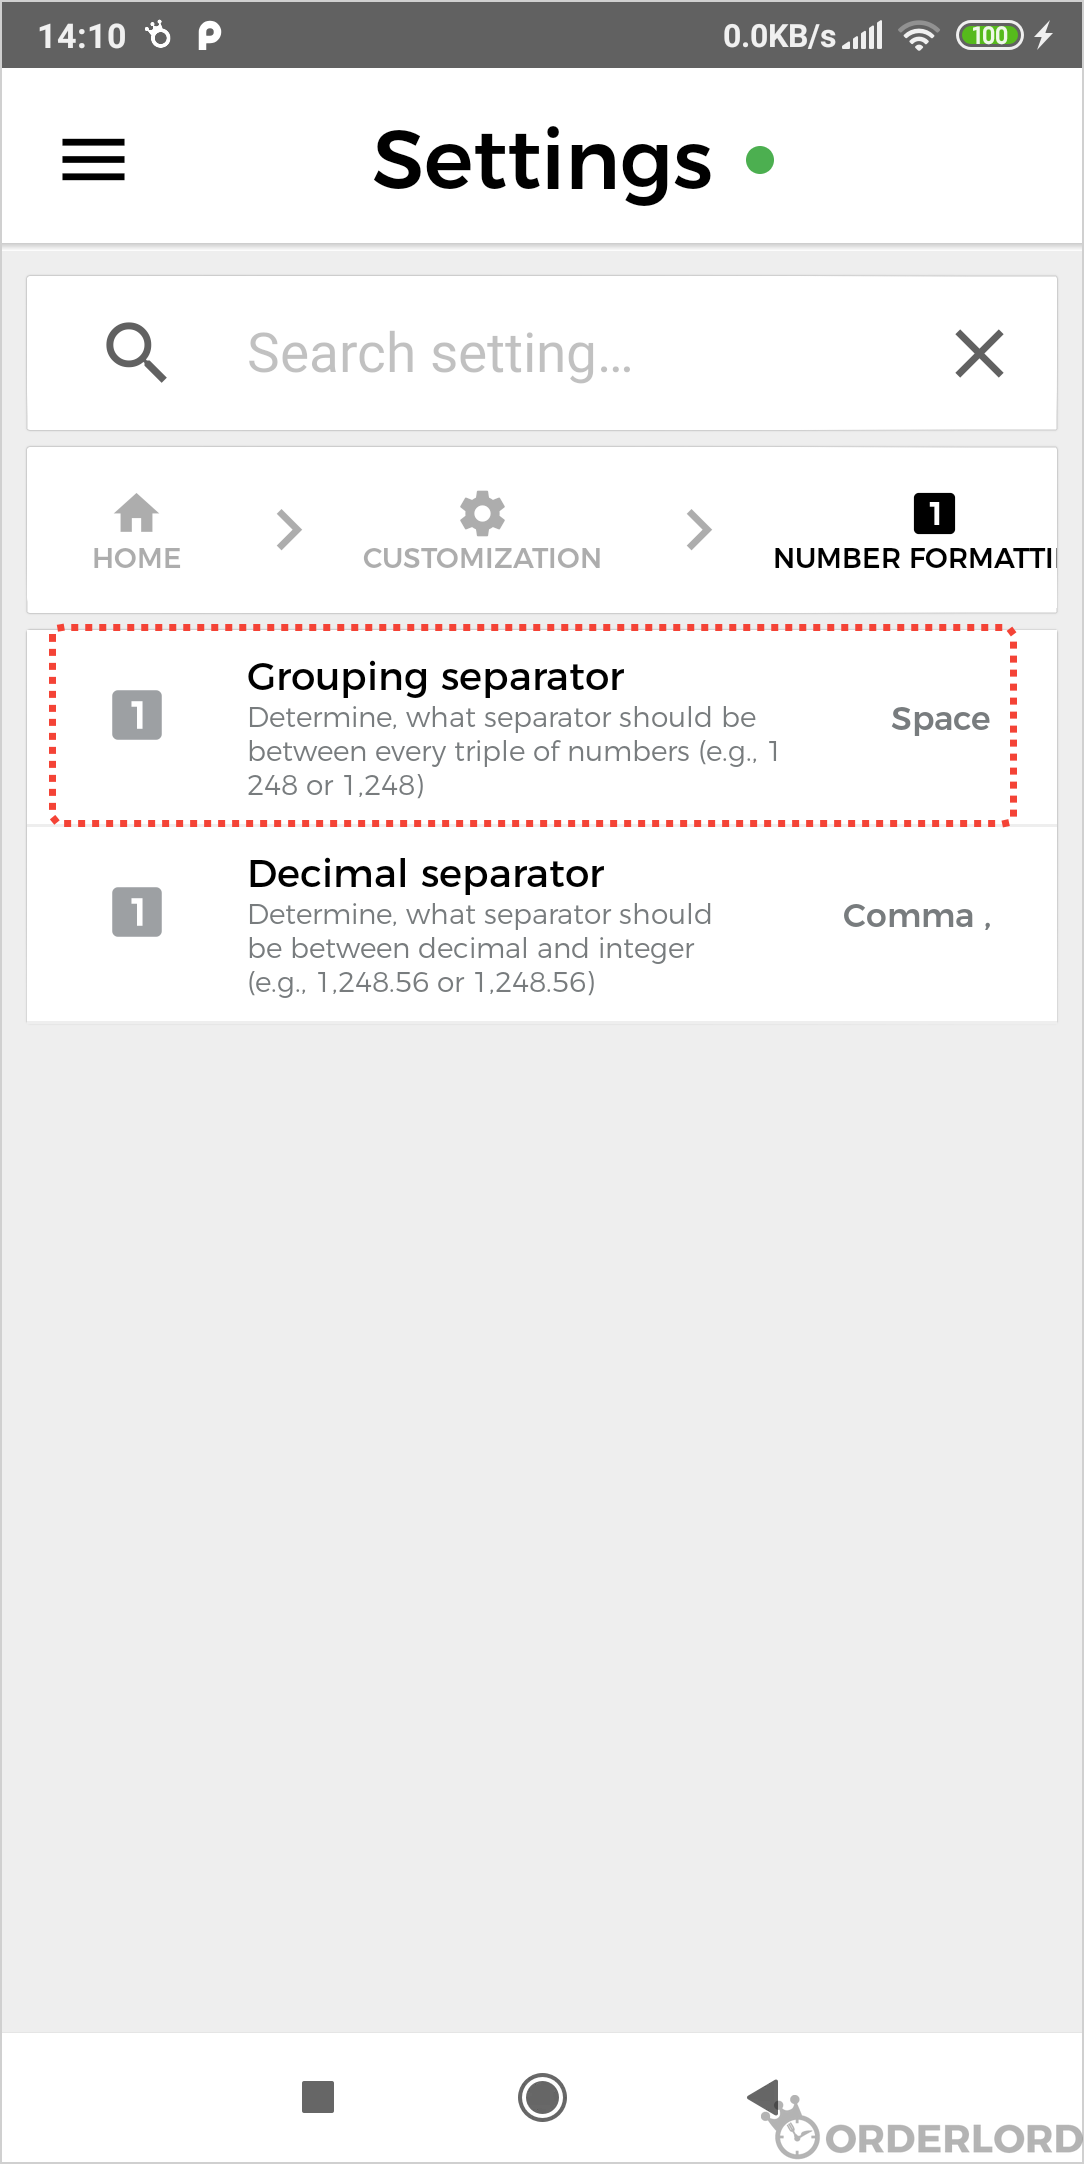 14:10
0.0KB/s
100
Settings
Search setting...
HOME
CUSTOMIZATION
1
NUMBER FORMATTI
1
Grouping separator
Determine, what separator should be
between every triple of numbers (e.g., 1
248 or 1,248)
Space
1
Decimal separator
Determine, what separator should
be between decimal and integer
(e.g., 1,248.56 or 1,248.56)
Comma ,
ORDERLORD